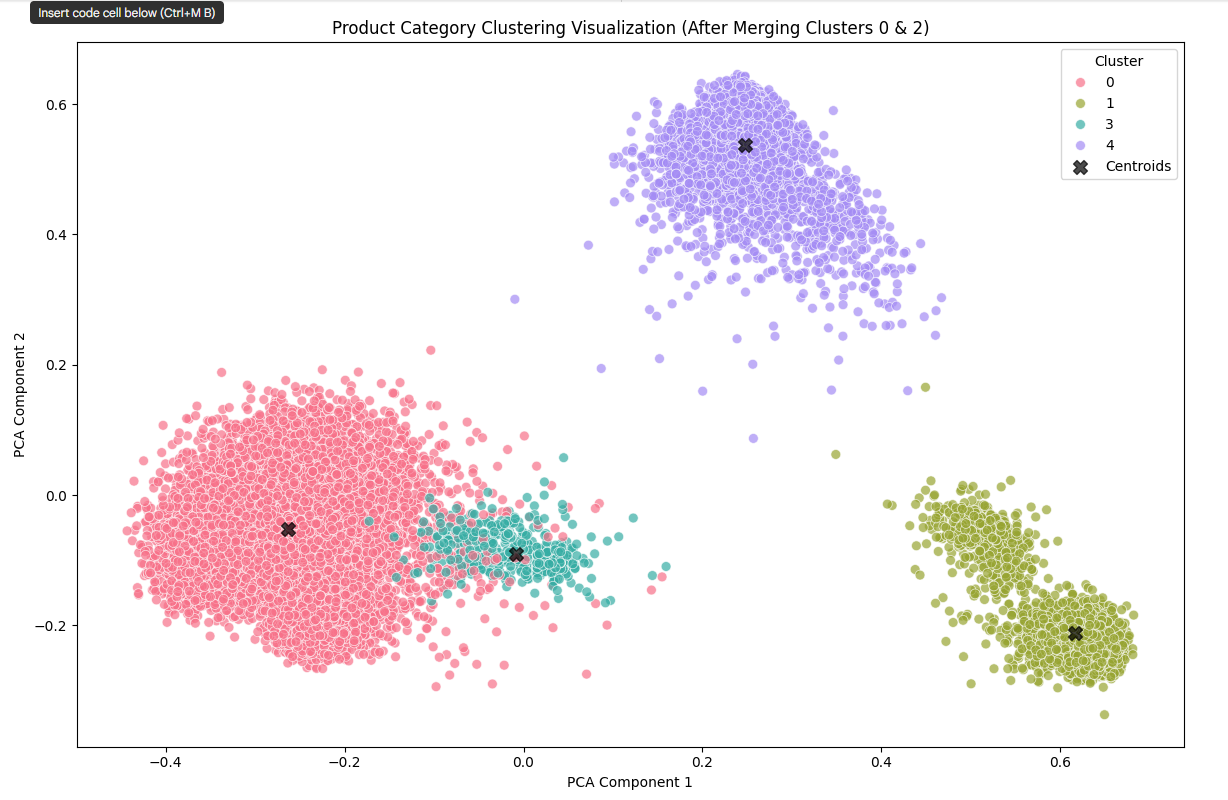 Insert code cell below (Ctrl+M B)
Product Category Clustering Visualization (After Merging Clusters 0 & 2)
Cluster
0
1
3
4
Centroids
PCA Component 2
0.6
0.4
0.2
0.0
−0.2
−0.4
−0.2
0.0
0.2
0.4
0.6
PCA Component 1